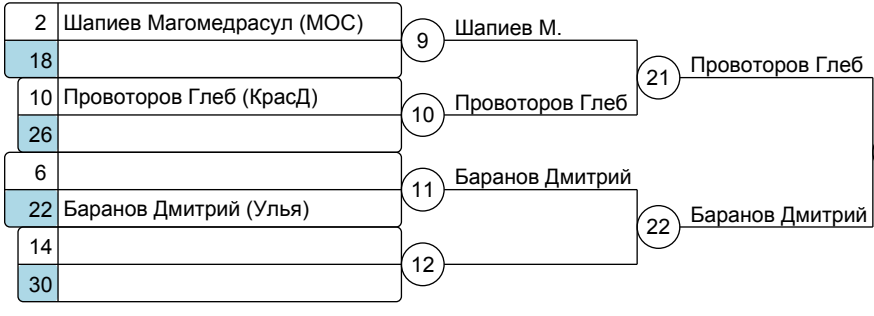 2 Шапиев Магомедрасул (МОС)
18
9 Шапиев М.
10 Провоторов Глеб (КрасД)
26
10 Провоторов Глеб
21 Провоторов Глеб
6
22 Баранов Дмитрий (Улья)
11 Баранов Дмитрий
14
30
12
22 Баранов Дмитрий